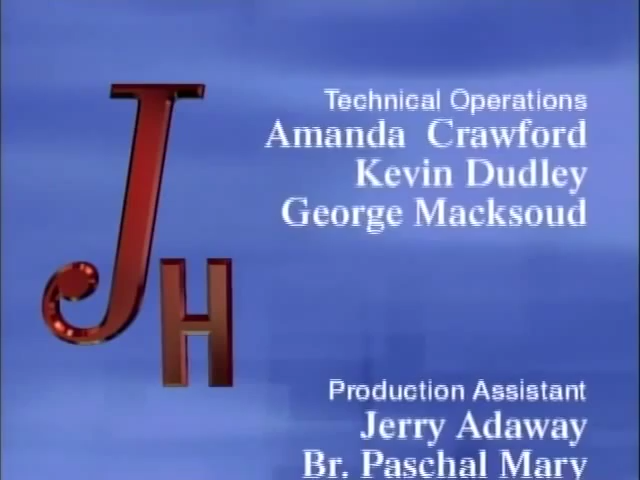 JH
Technical Operations
Amanda Crawford
Kevin Dudley
George Macksoud
Production Assistant
Jerry Adaway
Br. Paschal Mary